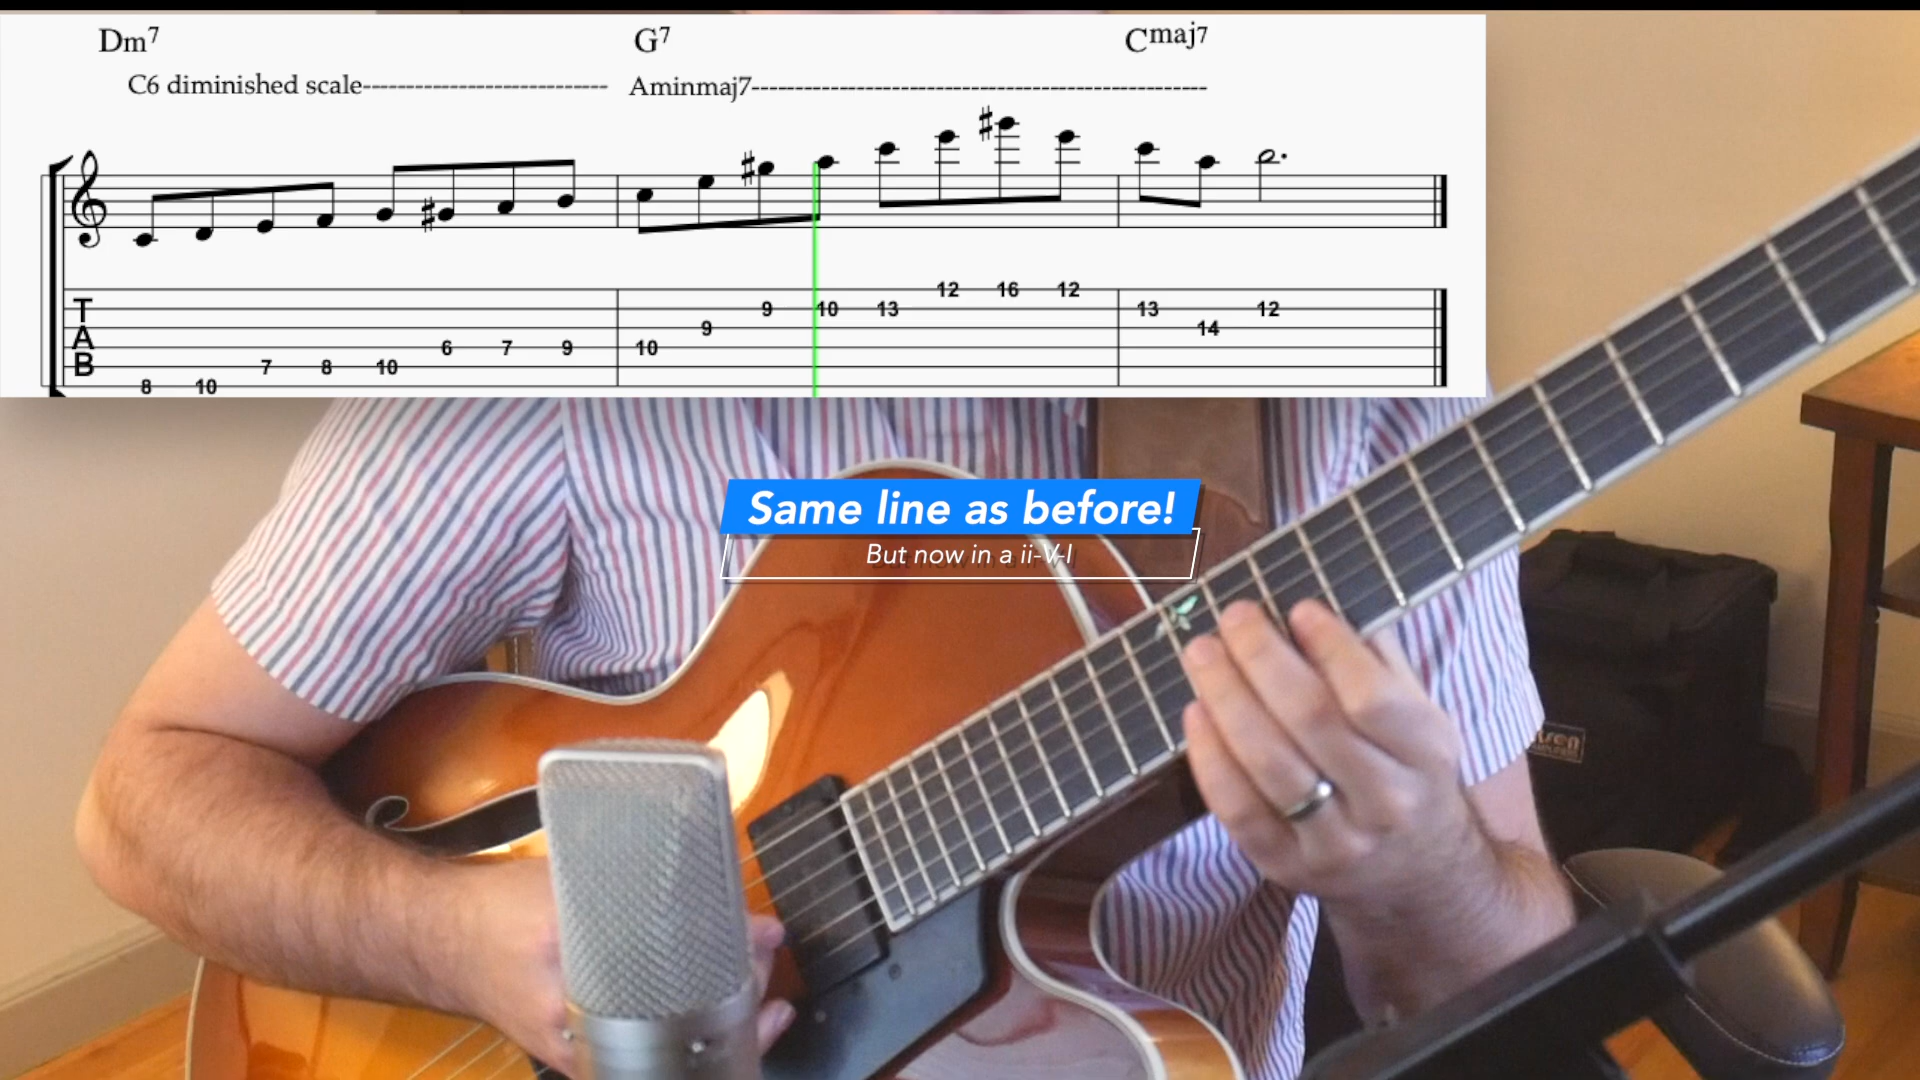 Dm7 G7 Cmaj7
C6 diminished scale---------------------------- Aminmaj7----------------------------------------------------
T
A
B
12 16 12
9 10 13 13 12
9 14
6 7 9 10
7 8 10
8 10
Same line as before!
But now in a ii-V-I